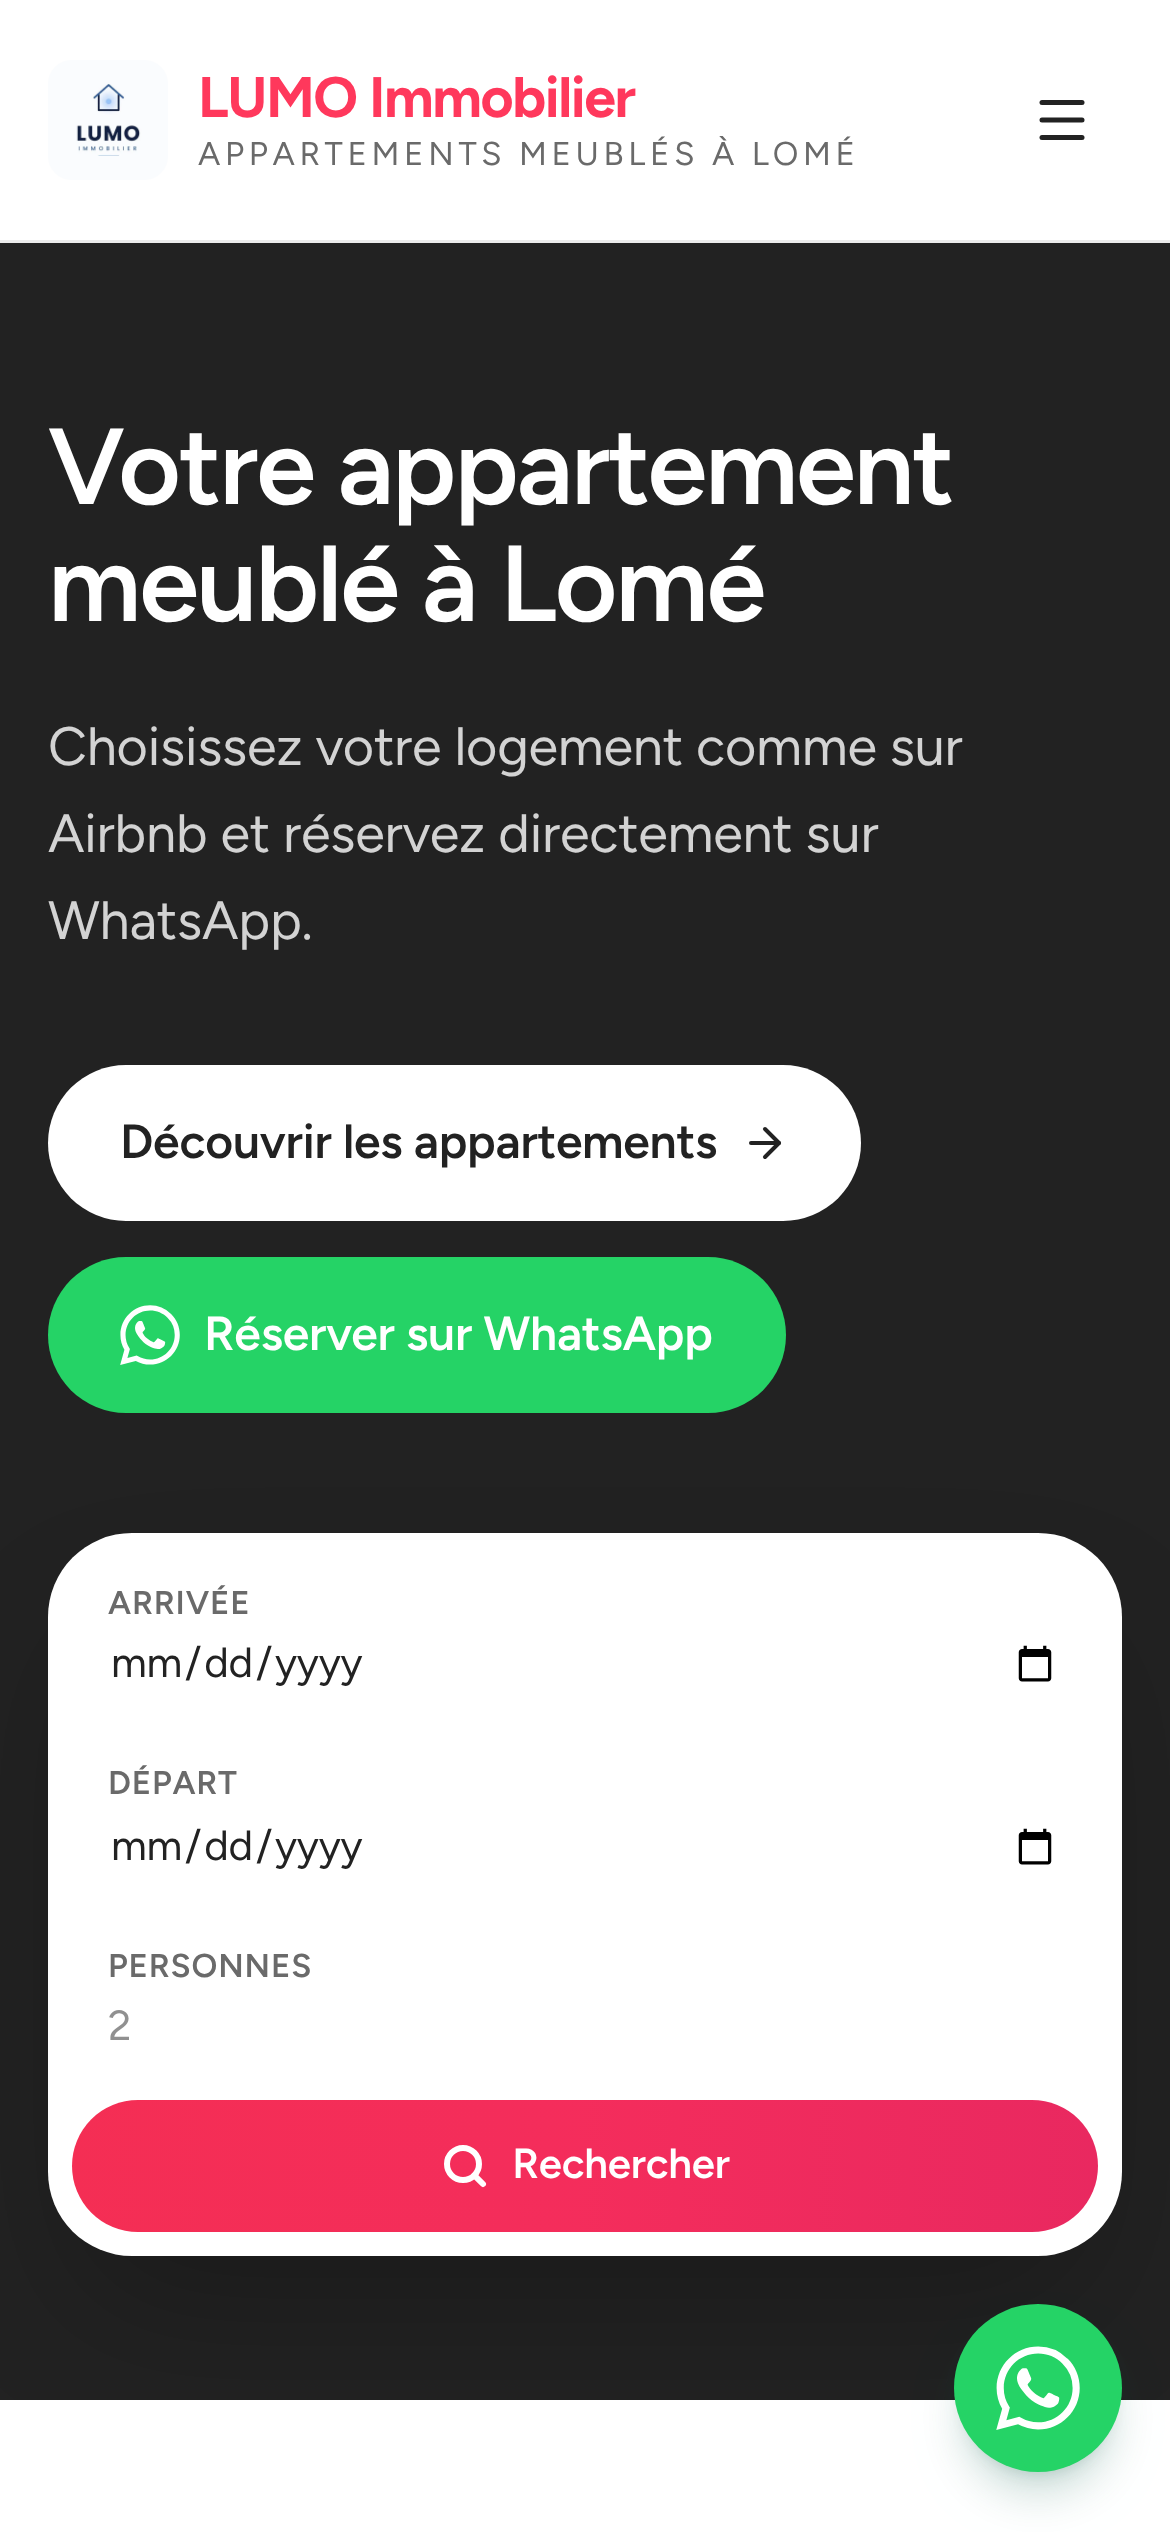 LUMO
IMMOBILIER
LUMO Immobilier
APPARTEMENTS MEUBLÉS À LOMÉ
Votre appartement
meublé à Lomé
Choisissez votre logement comme sur
Airbnb et réservez directement sur
WhatsApp.
Découvrir les appartements
Réserver sur WhatsApp
ARRIVÉE
mm/dd/yyyy
DÉPART
mm/dd/yyyy
PERSONNES
2
Rechercher